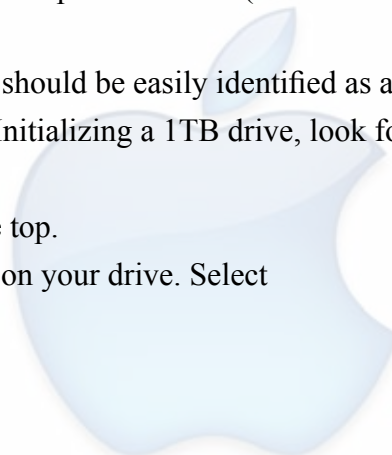 should be easily identified as a
Initializing a 1TB drive, look fo
top.
on your drive. Select